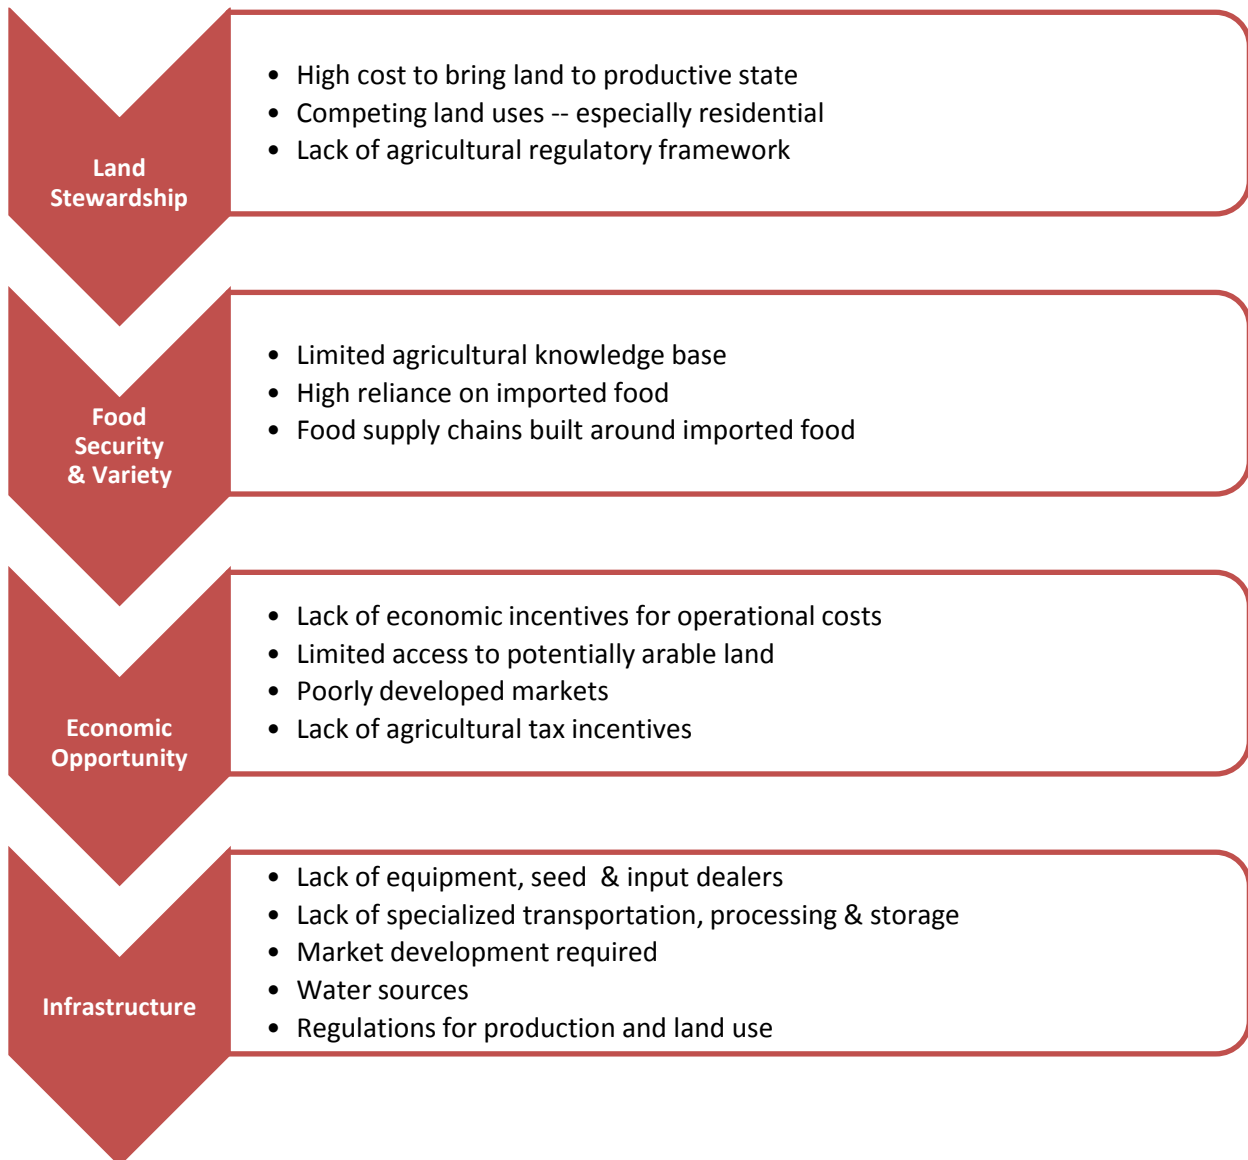 Land
Stewardship
• High cost to bring land to productive state
• Competing land uses -- especially residential
• Lack of agricultural regulatory framework
Food
Security
& Variety
• Limited agricultural knowledge base
• High reliance on imported food
• Food supply chains built around imported food
Economic
Opportunity
• Lack of economic incentives for operational costs
• Limited access to potentially arable land
• Poorly developed markets
• Lack of agricultural tax incentives
Infrastructure
• Lack of equipment, seed & input dealers
• Lack of specialized transportation, processing & storage
• Market development required
• Water sources
• Regulations for production and land use